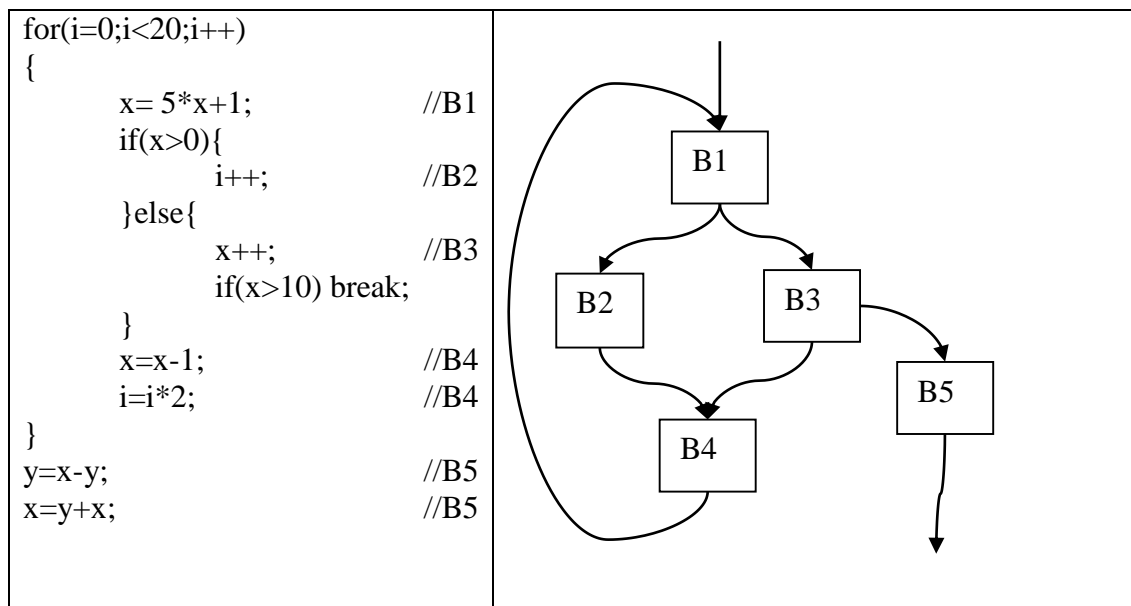 for(i=0;i<20;i++)
{
x= 5*x+1; //B1
if(x>0){
i++; //B2
}else{
x++; //B3
if(x>10) break;
}
x=x-1; //B4
i=i*2; //B4
}
y=x-y; //B5
x=y+x; //B5
B1
B2
B3
B5
B4